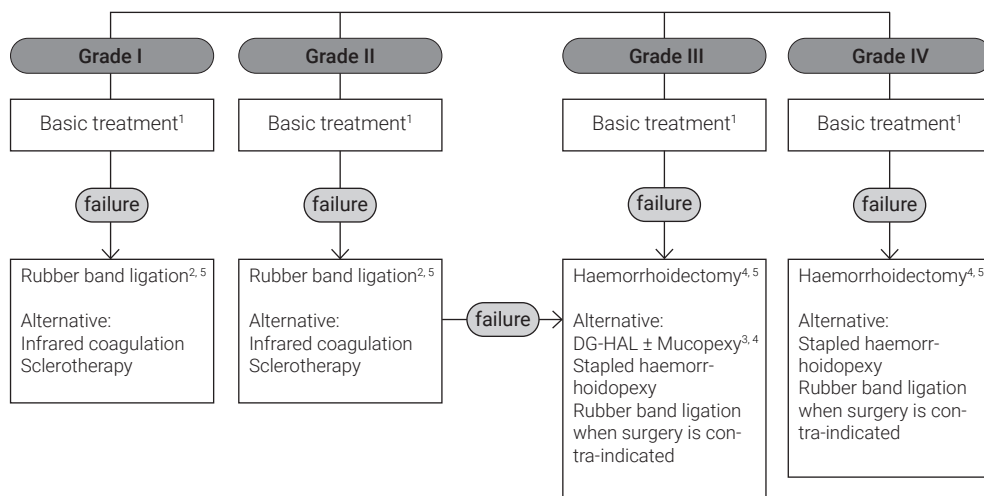 Grade I
Grade II
Grade III
Grade IV
Basic treatment1
Basic treatment1
Basic treatment1
Basic treatment1
failure
failure
failure
failure
Rubber band ligation2, 5
Alternative:
Infrared coagulation
Sclerotherapy
Rubber band ligation2, 5
Alternative:
Infrared coagulation
Sclerotherapy
failure
Haemorrhoidectomy4, 5
Alternative:
DG-HAL ± Mucopexy3, 4
Stapled haemorr-
hoidopexy
Rubber band ligation
when surgery is con-
tra-indicated
Haemorrhoidectomy4, 5
Alternative:
Stapled haemorr-
hoidopexy
Rubber band ligation
when surgery is con-
tra-indicated